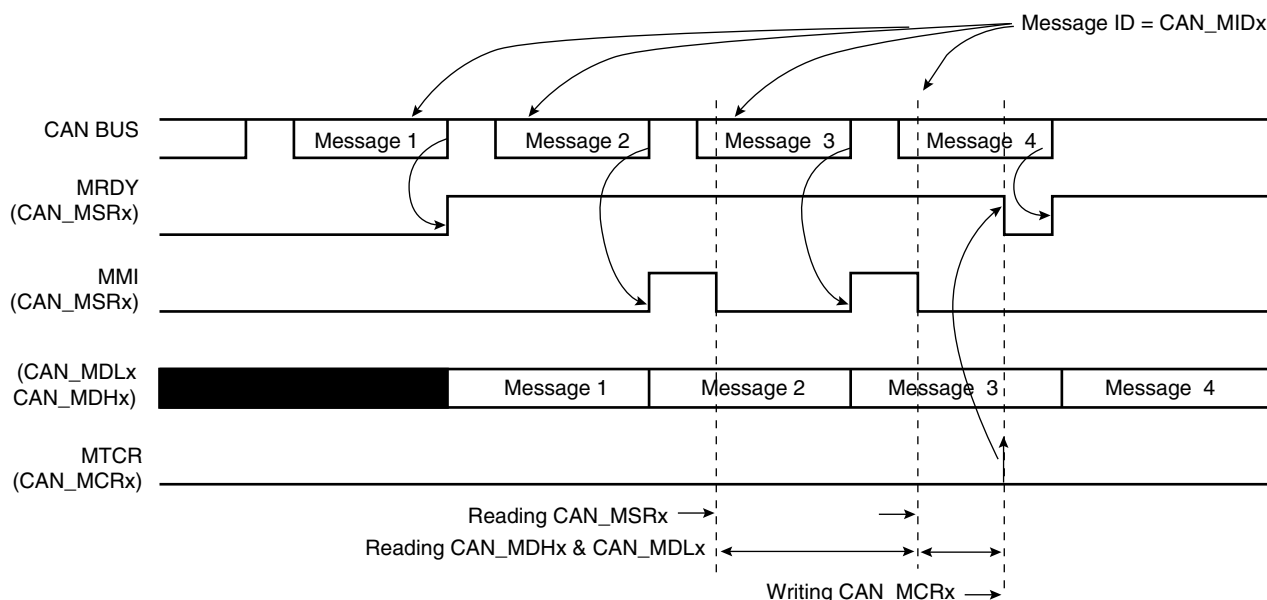 Message ID = CAN_MIDx
CAN BUS
Message 1
Message 2
Message 3
Message 4
MRDY
(CAN_MSRx)
MMI
(CAN_MSRx)
(CAN_MDLx
CAN_MDHx)
Message 1
Message 2
Message 3
Message 4
MTCR
(CAN_MCRx)
Reading CAN_MSRx
Reading CAN_MDHx & CAN_MDLx
Writing CAN_MCRx